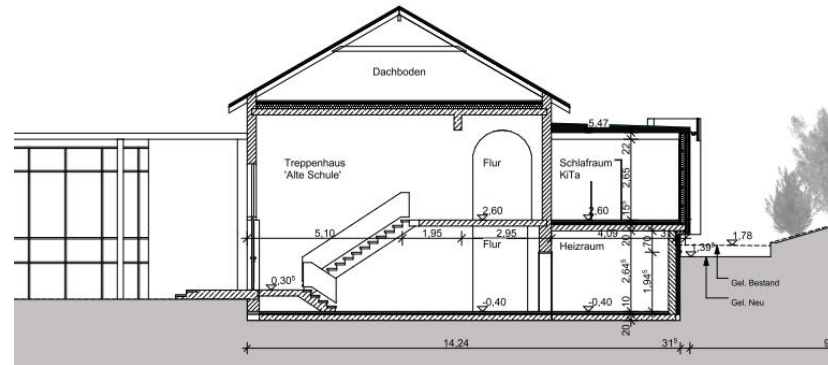 Dachboden
5,47
22
Treppenhaus
'Alte Schule'
Flur
Schlafraum
KiTa
2,65
2,60
2,60
15⁵
5,10
1,95
2,95
4,09
Flur
Heizraum
20
70
1,78
1,39⁵
0,30⁵
2,64⁵
1,94⁵
Gel. Bestand
Gel. Neu
-0,40
-0,40
10
20
14,24
31⁵